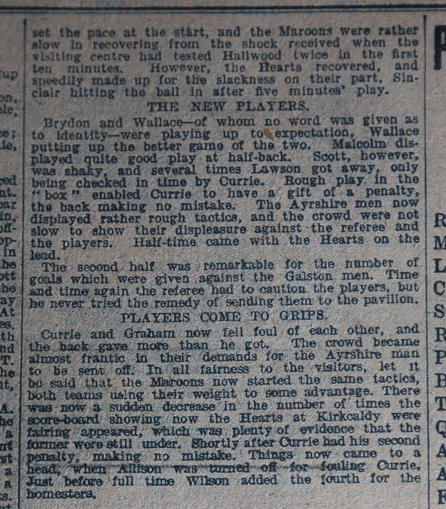 set the pace at the start, and the Maroons were rather
slow in recovering from the shock received when the
visiting centre had tested Hallwood twice in the first
ten minutes. However, the Hearts recovered, and
speedily made up for the slackness on their part, Sin-
clair hitting the ball in after five minutes' play.
THE NEW PLAYERS.
Brydon and Wallace—of whom no word was given as
to identity—were playing up to expectation, Wallace
putting up the better game of the two. Malcolm dis-
played quite good play at half-back. Scott, however,
was shaky, and several times Lawson got away, only
being checked in time by Currie. Rough play in the
"box" enabled Currie to have a gift of a penalty,
the back making no mistake. The Ayrshire men now
displayed rather rough tactics, and the crowd were not
slow to show their displeasure against the referee and
the players. Half-time came with the Hearts on the
lead.
The second half was remarkable for the number of
goals which were given against the Galston men. Time
and time again the referee had to caution the players, but
he never tried the remedy of sending them to the pavilion.
PLAYERS COME TO GRIPS.
Currie and Graham now fell foul of each other, and
the back gave more than he got. The crowd became
almost frantic in their demands for the Ayrshire man
to be sent off. In all fairness to the visitors, let it
be said that the Maroons now started the same tactics,
both teams using their weight to some advantage. There
was now a sudden decrease in the number of times the
score-board showing how the Hearts at Kirkcaldy were
fairing appeared, which was plenty of evidence that the
former were still under. Shortly after Currie had his second
penalty, making no mistake. Things now came to a
head, when Allison was turned off for fouling Currie.
Just before full time Wilson added the fourth for the
homesters.